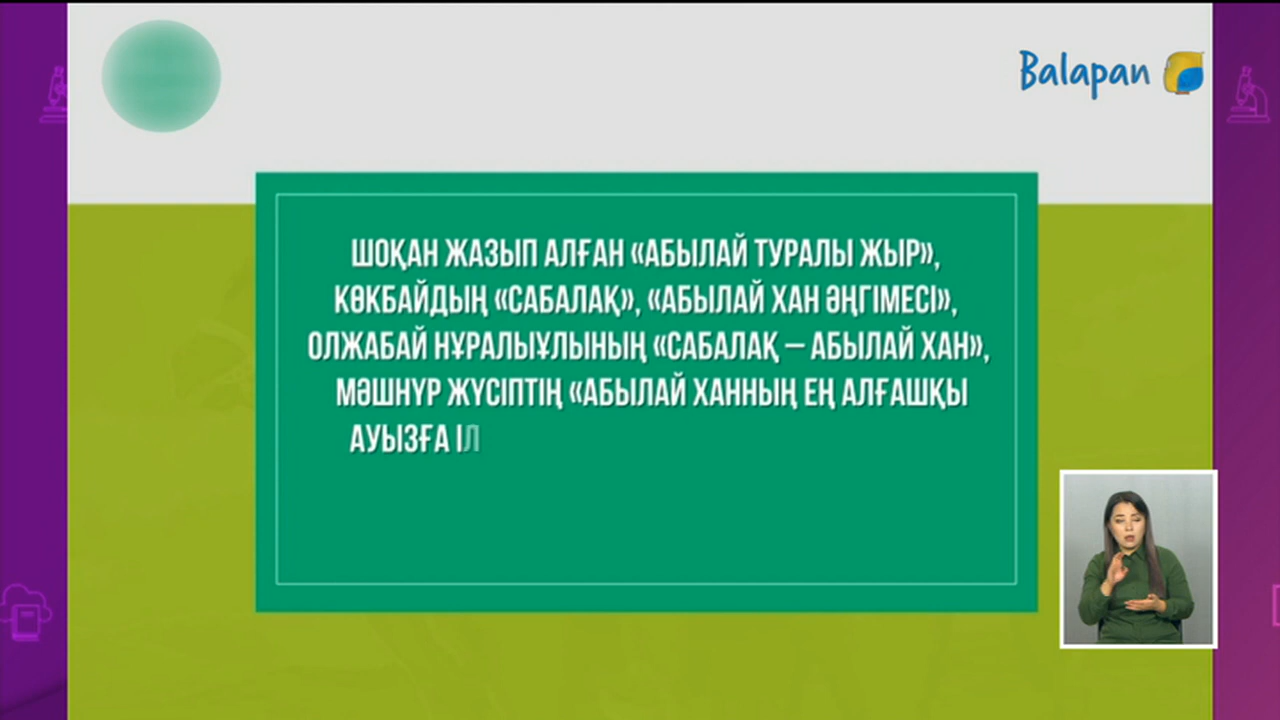 Balapan
ШОҚАН ЖАЗЫП АЛҒАН «АБЫЛАЙ ТУРАЛЫ ЖЫР»,
КӨКБАЙДЫҢ «САБАЛАҚ», «АБЫЛАЙ ХАН ӘҢГІМЕСІ»,
ОЛЖАБАЙ НҰРАЛЫҰЛЫНЫҢ «САБАЛАҚ – АБЫЛАЙ ХАН»,
МӘШНҮР ЖҮСІПТІҢ «АБЫЛАЙ ХАННЫҢ ЕҢ АЛҒАШҚЫ
АУЫЗҒА ІЛ